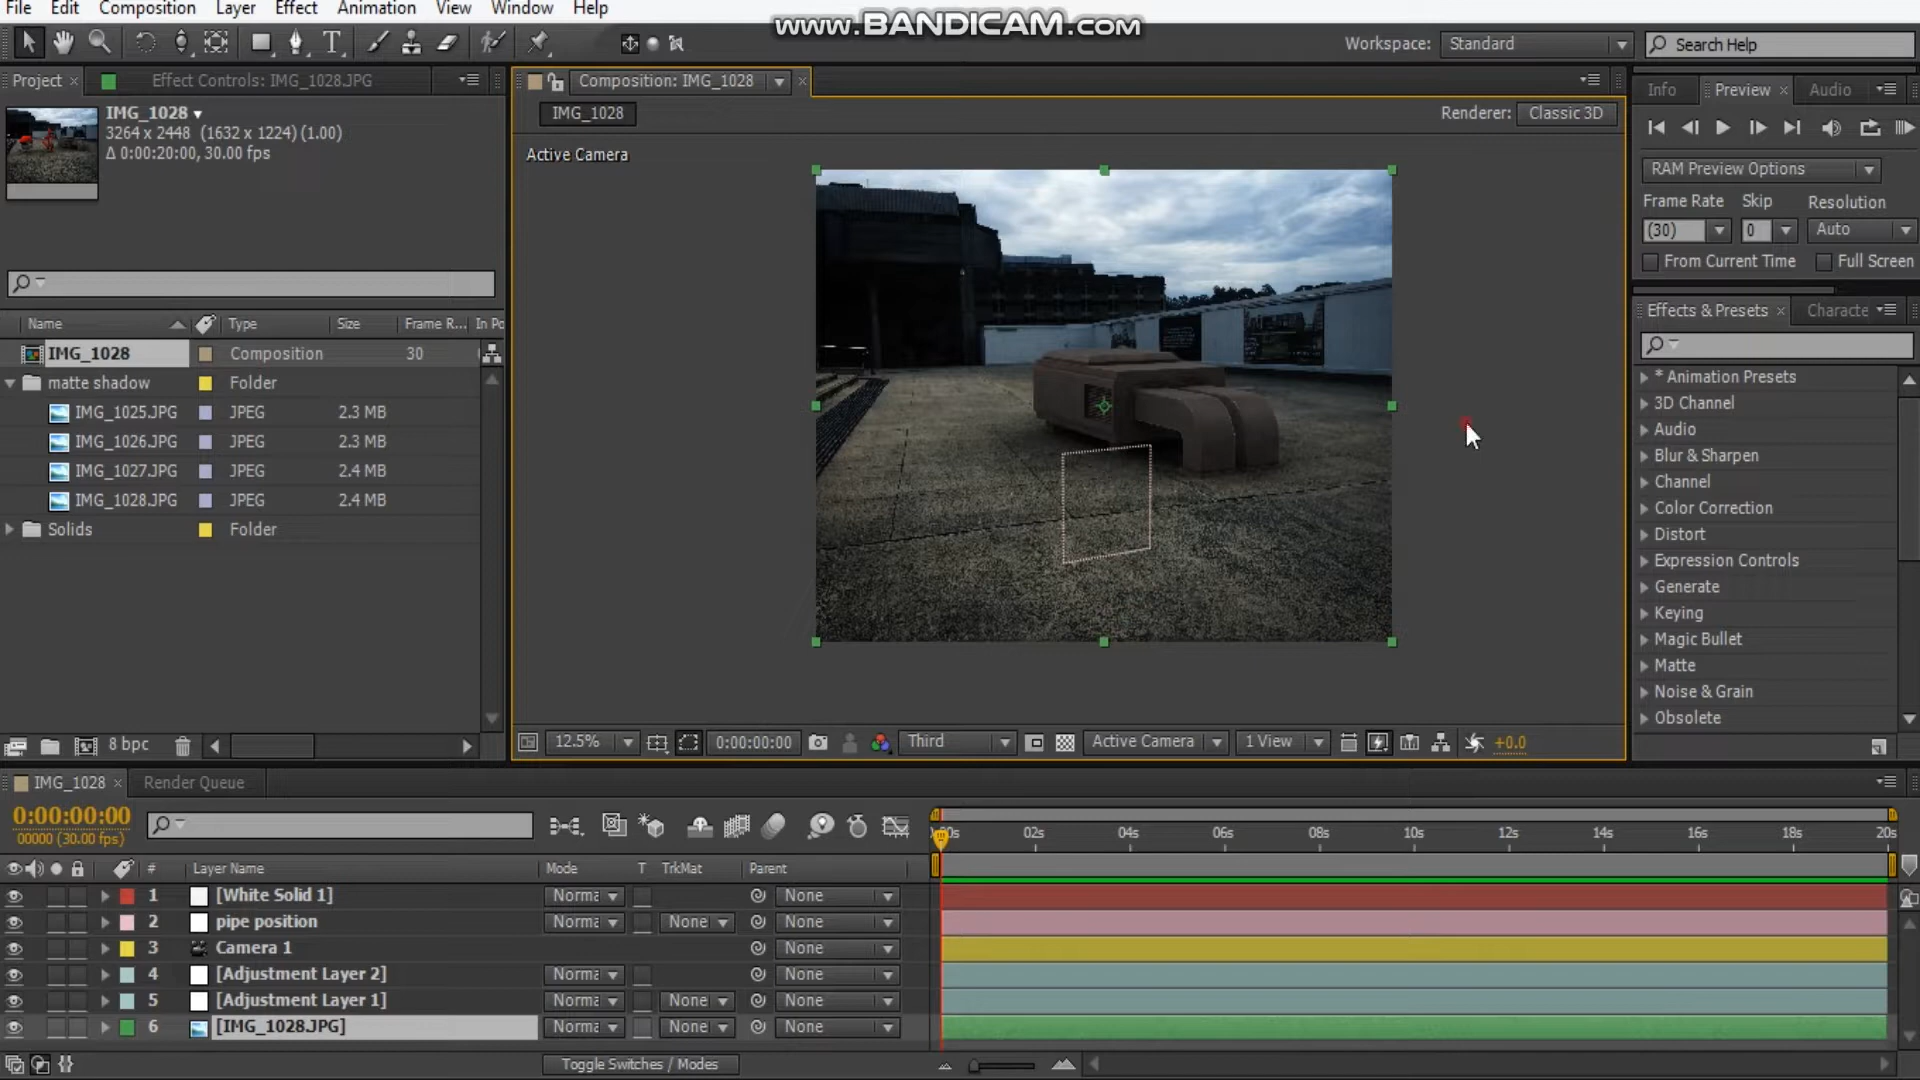 File Edit Composition Layer Effect Animation View Window Help
www.BANDICAM.com
Workspace: Standard Search Help
Project × Effect Controls: IMG_1028.JPG
Composition: IMG_1028 ×
Info Preview × Audio
IMG_1028
3264 x 2448 (1632 x 1224) (1.00)
Δ 0:00:20:00, 30.00 fps
IMG_1028
Renderer: Classic 3D
Active Camera
RAM Preview Options
Frame Rate Skip Resolution
(30) 0 Auto
From Current Time Full Screen
Effects & Presets × Characte
Name Type Size Frame R... In Po
IMG_1028 Composition 30
matte shadow Folder
IMG_1025.JPG JPEG 2.3 MB
IMG_1026.JPG JPEG 2.3 MB
IMG_1027.JPG JPEG 2.4 MB
IMG_1028.JPG JPEG 2.4 MB
Solids Folder
* Animation Presets
3D Channel
Audio
Blur & Sharpen
Channel
Color Correction
Distort
Expression Controls
Generate
Keying
Magic Bullet
Matte
Noise & Grain
Obsolete
8 bpc
12.5% 0:00:00:00 Third Active Camera 1 View +0.0
IMG_1028 × Render Queue
0:00:00:00
00000 (30.00 fps)
00s 02s 04s 06s 08s 10s 12s 14s 16s 18s 20s
# Layer Name Mode T TrkMat Parent
1 [White Solid 1] Norma None
2 pipe position Norma None None
3 Camera 1 None
4 [Adjustment Layer 2] Norma None
5 [Adjustment Layer 1] Norma None None
6 [IMG_1028.JPG] Norma None None
Toggle Switches / Modes